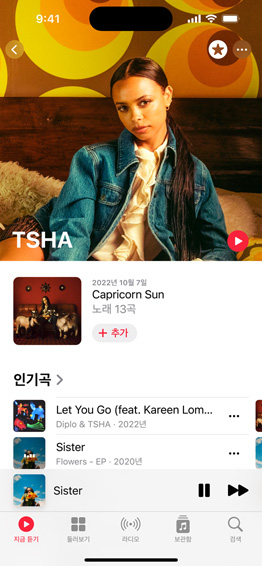 9:41
TSHA
2022년 10월 7일
Capricorn Sun
노래 13곡
+ 추가
인기곡 >
Let You Go (feat. Kareen Lom...
Diplo & TSHA · 2022년
Sister
Flowers - EP · 2020년
Sister
지금 듣기
둘러보기
라디오
보관함
검색